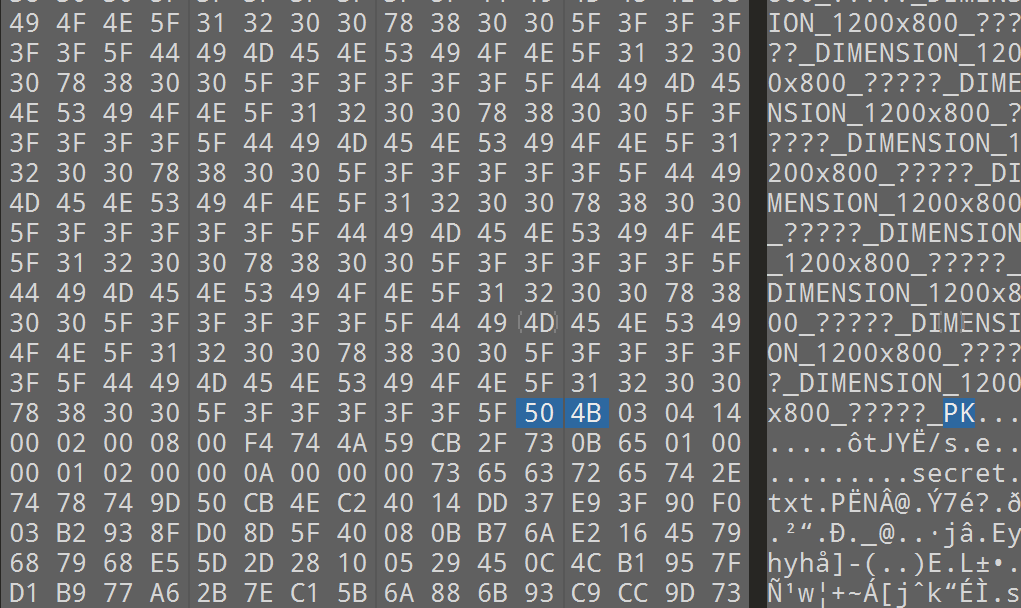 49 4F 4E 5F 31 32 30 30 78 38 30 30 5F 3F 3F 3F ION_1200x800_???
3F 3F 5F 44 49 4D 45 4E 53 49 4F 4E 5F 31 32 30 ??_DIMENSION_120
30 78 38 30 30 5F 3F 3F 3F 3F 3F 5F 44 49 4D 45 0x800_?????_DIME
4E 53 49 4F 4E 5F 31 32 30 30 78 38 30 30 5F 3F NSION_1200x800_?
3F 3F 3F 3F 5F 44 49 4D 45 4E 53 49 4F 4E 5F 31 ????_DIMENSION_1
32 30 30 78 38 30 30 5F 3F 3F 3F 3F 3F 5F 44 49 200x800_?????_DI
4D 45 4E 53 49 4F 4E 5F 31 32 30 30 78 38 30 30 MENSION_1200x800
5F 3F 3F 3F 3F 3F 5F 44 49 4D 45 4E 53 49 4F 4E _?????_DIMENSION
5F 31 32 30 30 78 38 30 30 5F 3F 3F 3F 3F 3F 5F _1200x800_?????_
44 49 4D 45 4E 53 49 4F 4E 5F 31 32 30 30 78 38 DIMENSION_1200x8
30 30 5F 3F 3F 3F 3F 3F 5F 44 49 4D 45 4E 53 49 00_?????_DIMENSI
4F 4E 5F 31 32 30 30 78 38 30 30 5F 3F 3F 3F 3F ON_1200x800_????
3F 5F 44 49 4D 45 4E 53 49 4F 4E 5F 31 32 30 30 ?_DIMENSION_1200
78 38 30 30 5F 3F 3F 3F 3F 3F 5F 50 4B 03 04 14 x800_?????_PK...
00 02 00 08 00 F4 74 4A 59 CB 2F 73 0B 65 01 00 .....ôtJYË/s.e..
00 01 02 00 00 0A 00 00 00 73 65 63 72 65 74 2E .........secret.
74 78 74 9D 50 CB 4E C2 40 14 DD 37 E9 3F 90 F0 txt.PËNÂ@.Ý7é?.ð
03 B2 93 8F D0 8D 5F 40 08 0B B7 6A E2 16 45 79 .²“.Ð._@..·jâ.Ey
68 79 68 E5 5D 2D 28 10 05 29 45 0C 4C B1 95 7F hyhå]-(..)E.L±•.
D1 B9 77 A6 2B 7E C1 5B 6A 88 6B 93 C9 CC 9D 73 Ñ¹w¦+~Á[jˆk“ÉÌ.s